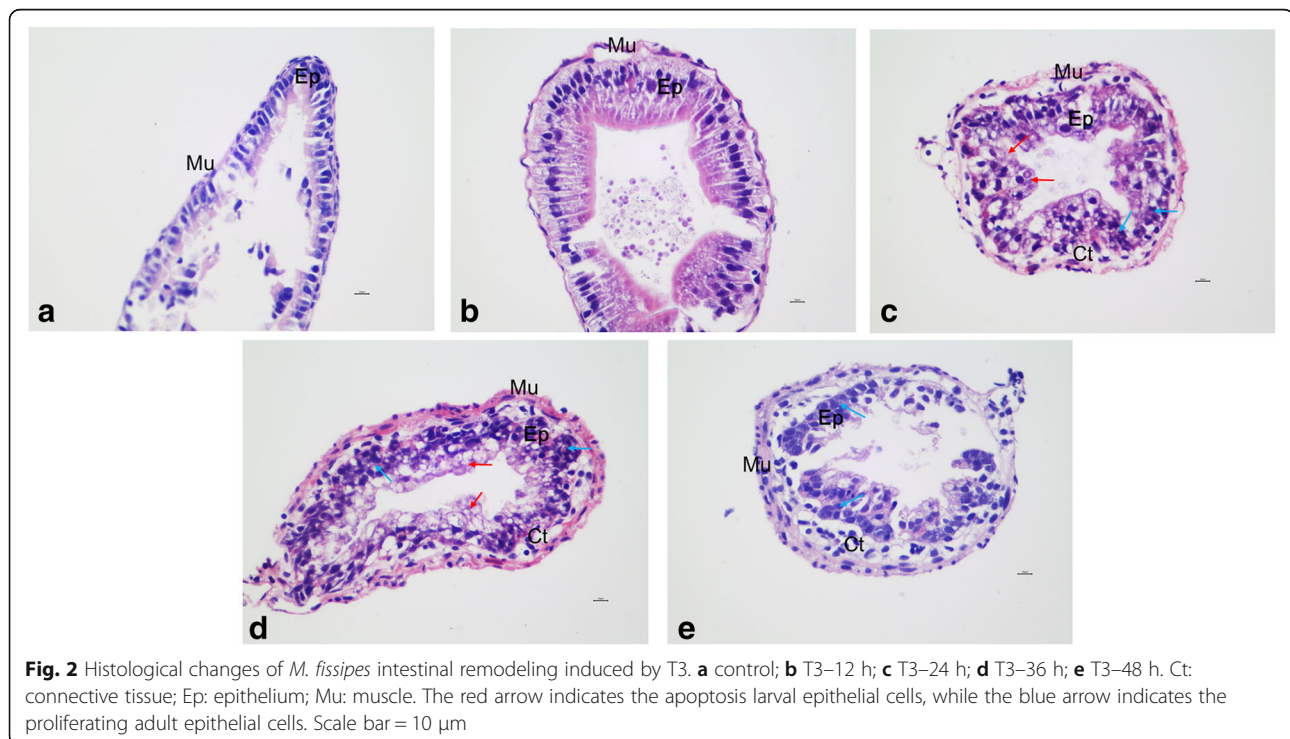 Ep
Mu
a
Mu
Ep
b
Mu
Ep
Ct
c
Mu
Ep
Ct
d
Ep
Mu
Ct
e
Fig. 2 Histological changes of M. fissipes intestinal remodeling induced by T3. a control; b T3–12 h; c T3–24 h; d T3–36 h; e T3–48 h. Ct:
connective tissue; Ep: epithelium; Mu: muscle. The red arrow indicates the apoptosis larval epithelial cells, while the blue arrow indicates the
proliferating adult epithelial cells. Scale bar = 10 μm